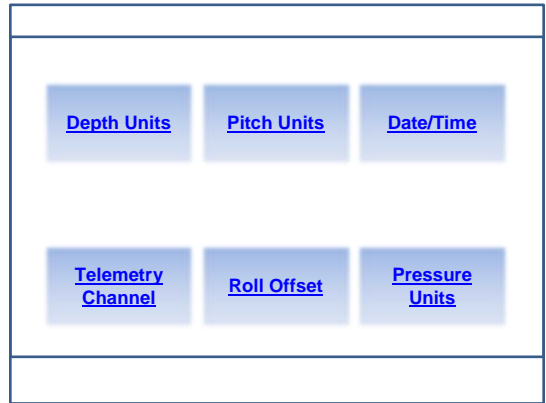 Depth Units
Pitch Units
Date/Time
Telemetry
Channel
Roll Offset
Pressure
Units